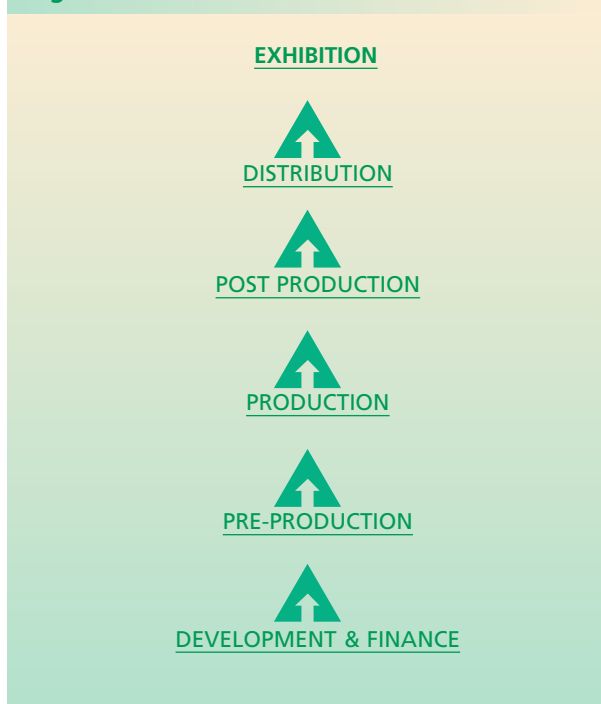 EXHIBITION
DISTRIBUTION
POST PRODUCTION
PRODUCTION
PRE-PRODUCTION
DEVELOPMENT & FINANCE